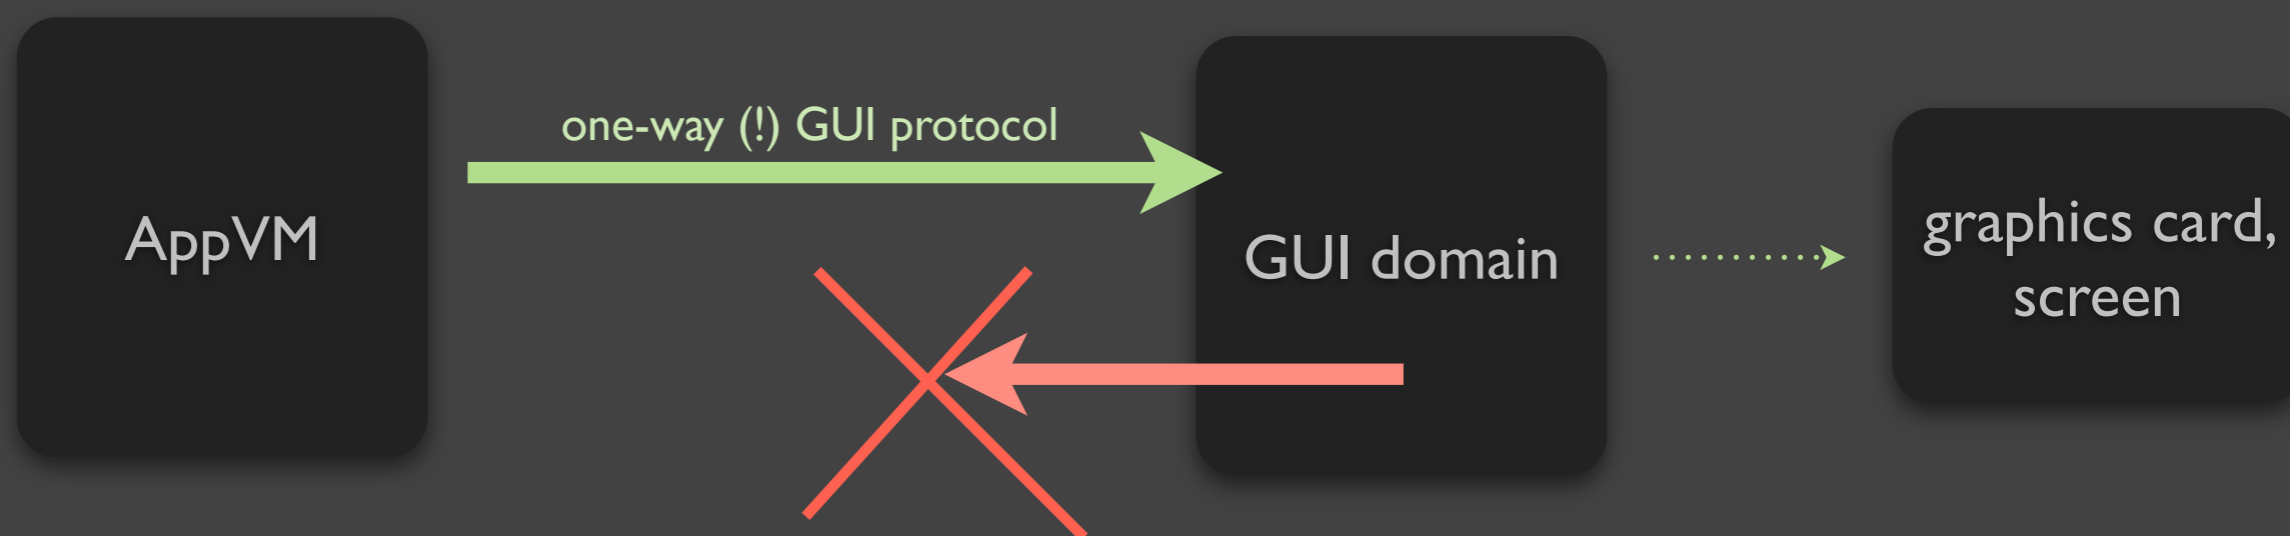 one-way (!) GUI protocol
AppVM
GUI domain
graphics card,
screen